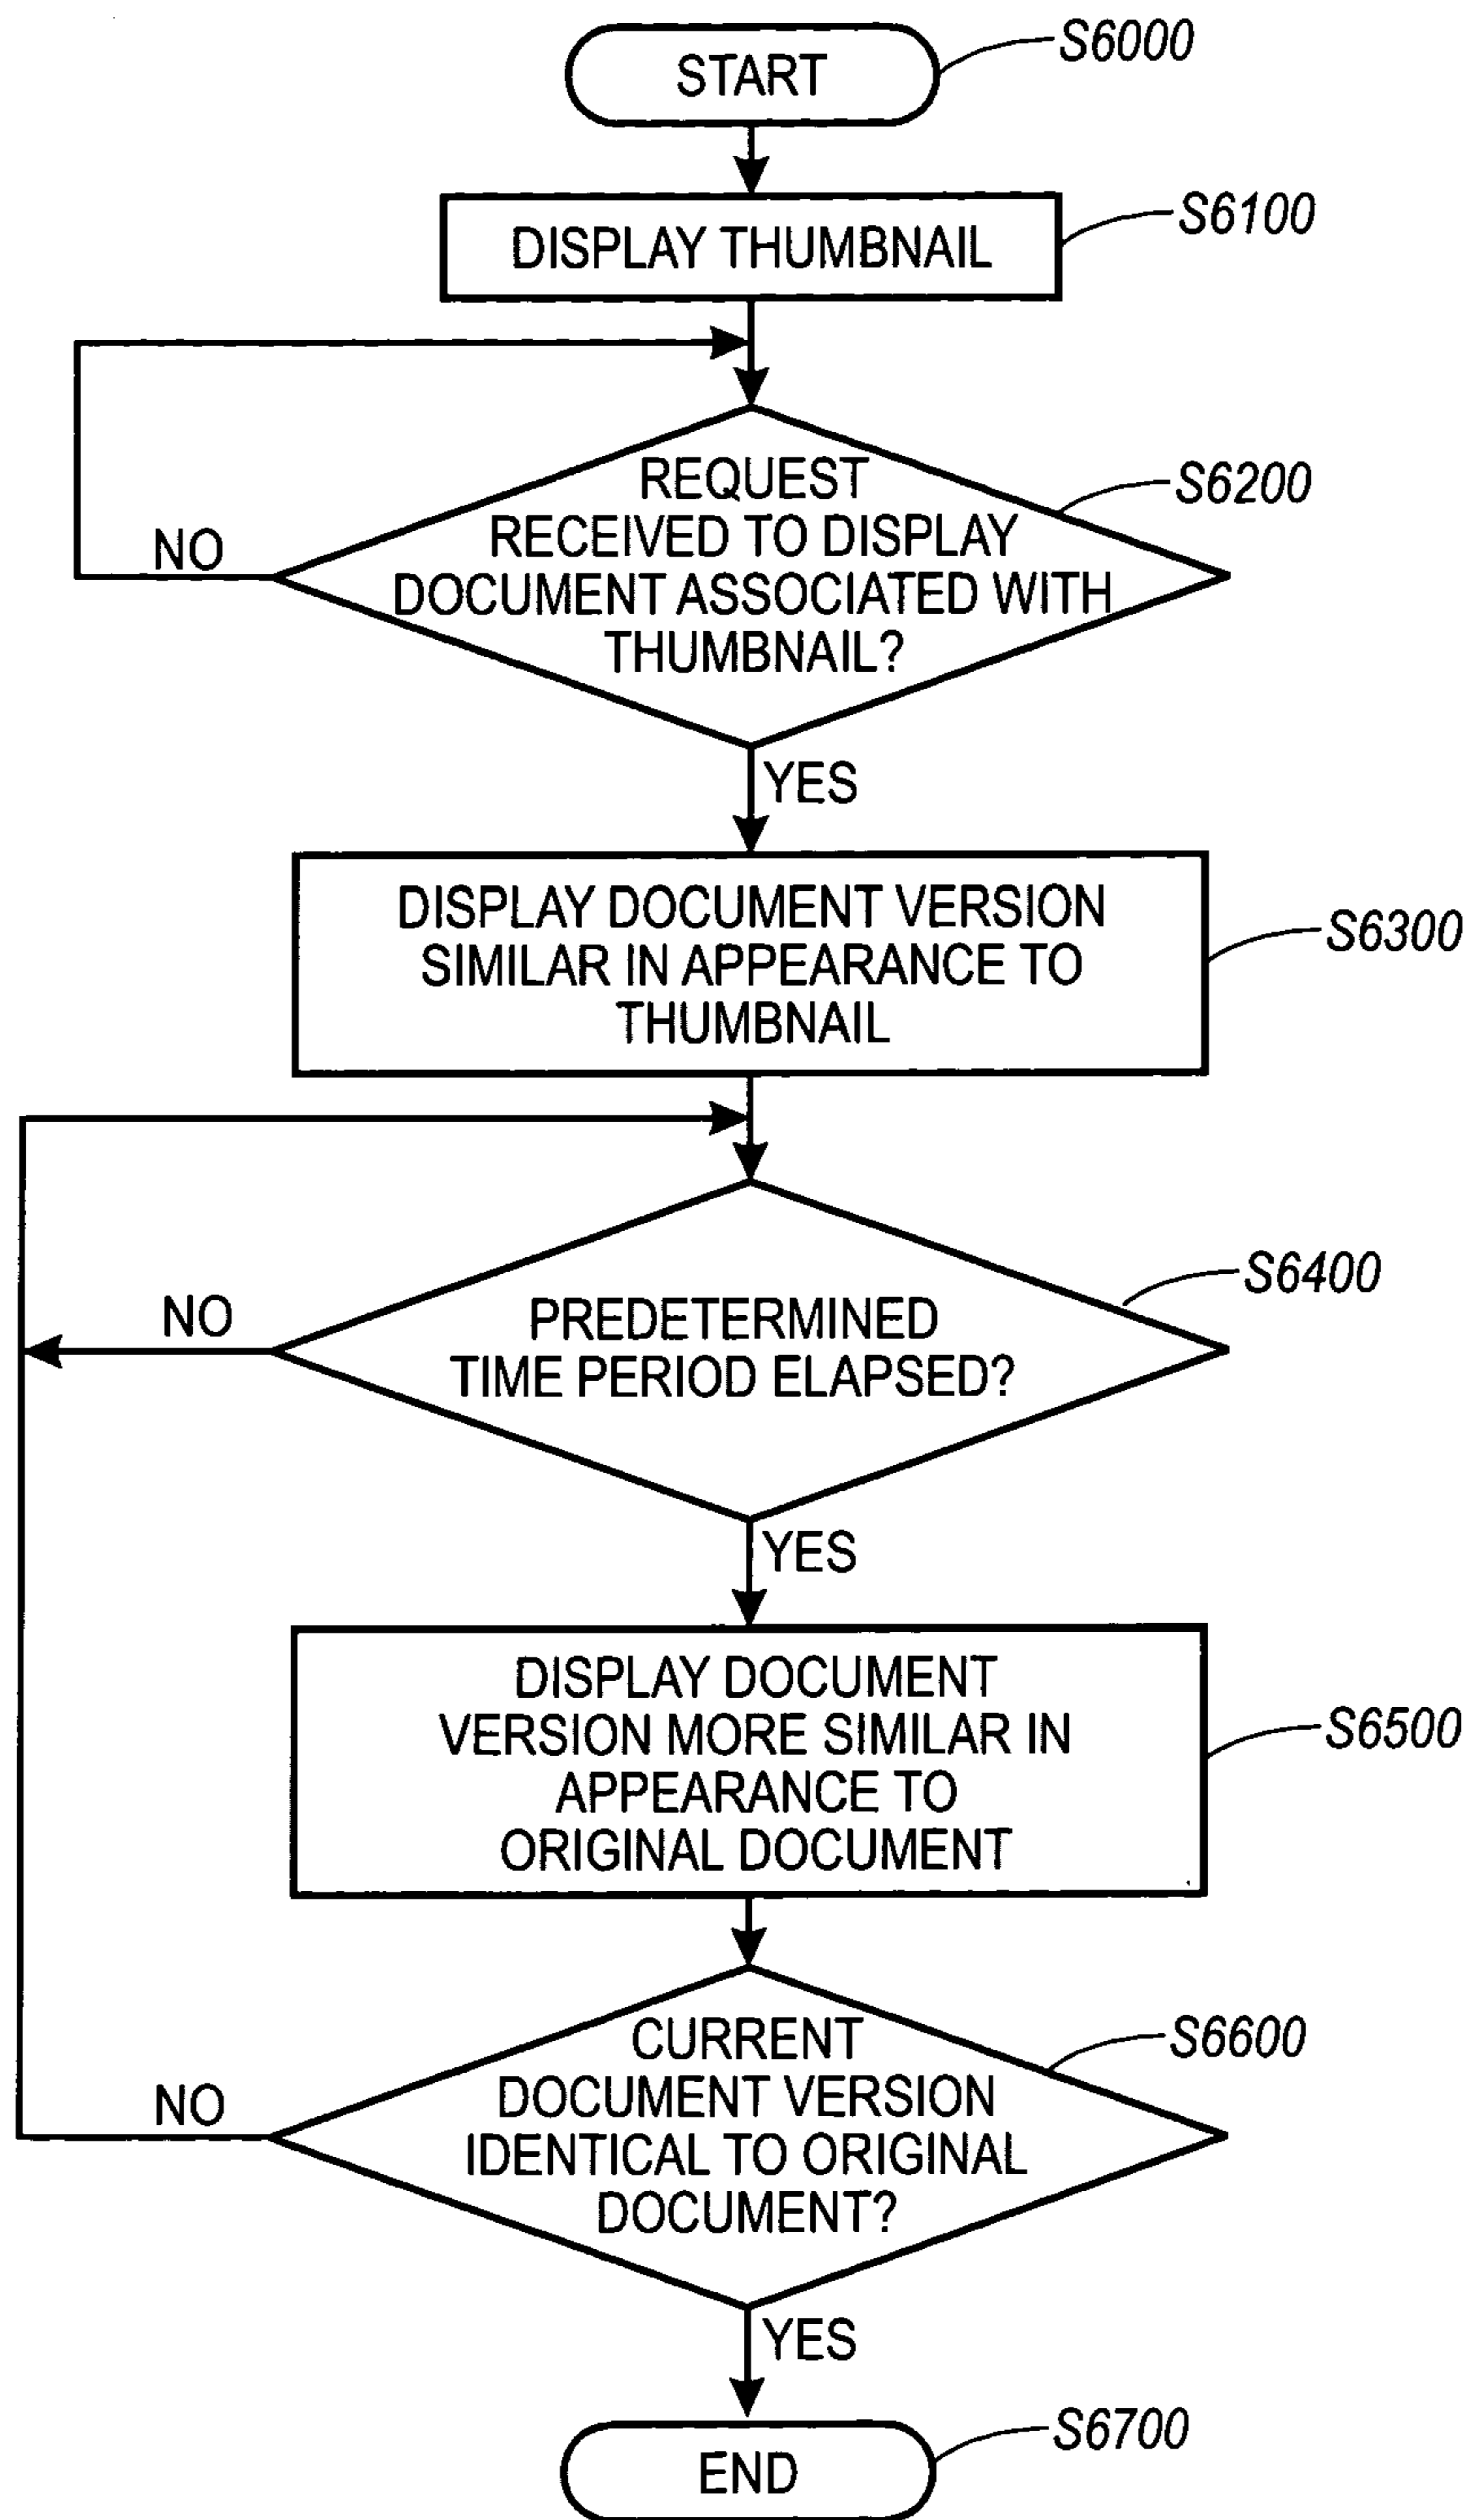 START
S6000
DISPLAY THUMBNAIL
S6100
REQUEST
RECEIVED TO DISPLAY
DOCUMENT ASSOCIATED WITH
THUMBNAIL?
S6200
NO
YES
DISPLAY DOCUMENT VERSION
SIMILAR IN APPEARANCE TO
THUMBNAIL
S6300
PREDETERMINED
TIME PERIOD ELAPSED?
S6400
NO
YES
DISPLAY DOCUMENT
VERSION MORE SIMILAR IN
APPEARANCE TO
ORIGINAL DOCUMENT
S6500
CURRENT
DOCUMENT VERSION
IDENTICAL TO ORIGINAL
DOCUMENT?
S6600
NO
YES
END
S6700